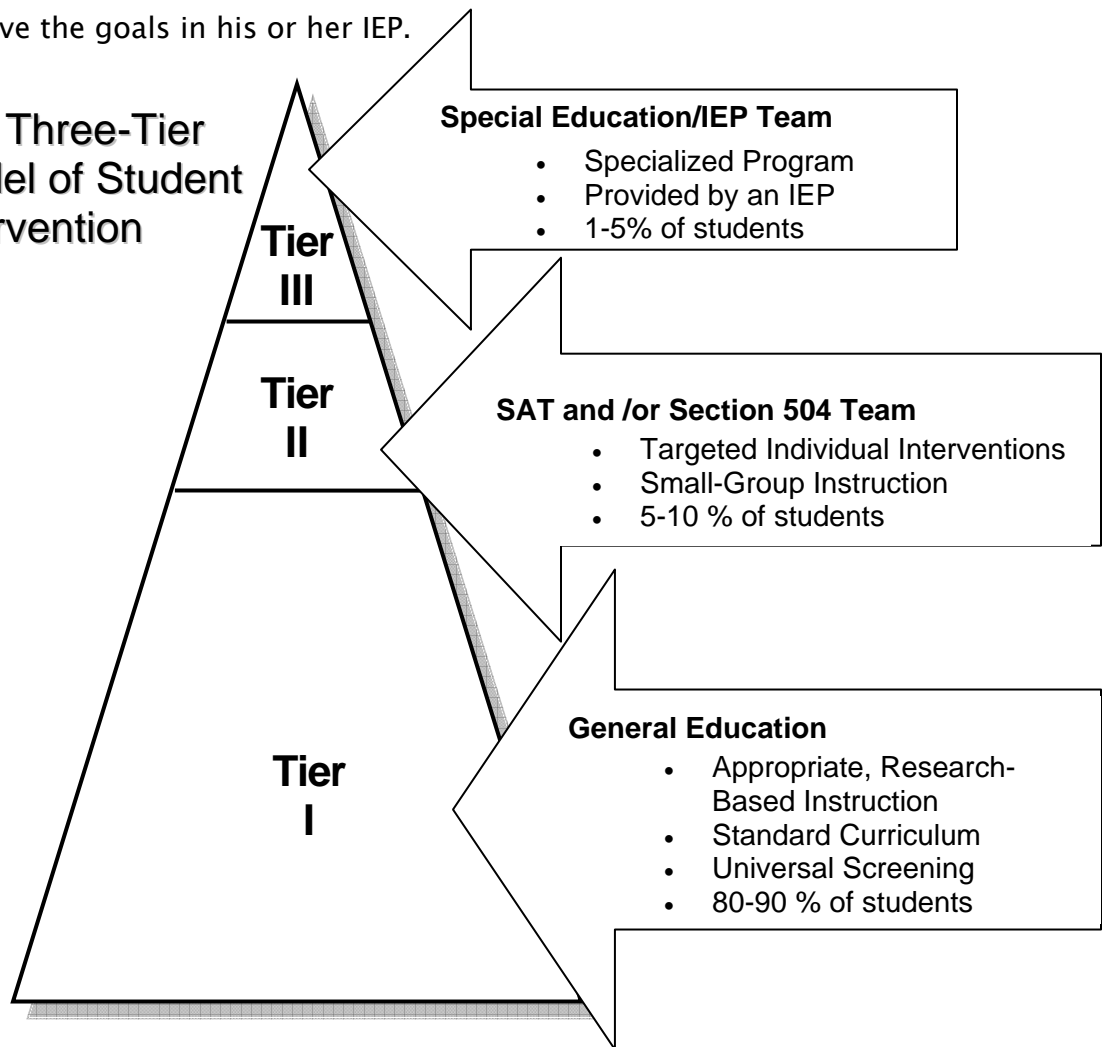 ve the goals in his or her IEP.
Three-Tier
el of Student
rvention
Special Education/IEP Team
• Specialized Program
• Provided by an IEP
• 1-5% of students
Tier
III
SAT and /or Section 504 Team
• Targeted Individual Interventions
• Small-Group Instruction
• 5-10 % of students
Tier
II
General Education
• Appropriate, Research-
Based Instruction
• Standard Curriculum
• Universal Screening
• 80-90 % of students
Tier
I